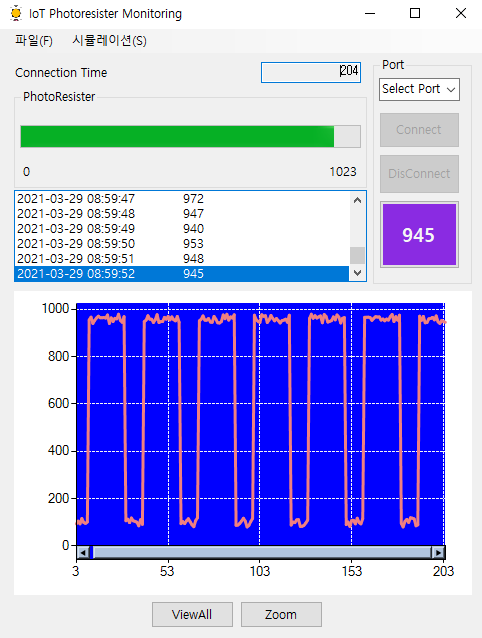 IoT Photoresister Monitoring
파일(F) 시뮬레이션(S)
Connection Time 204
Port
Select Port
PhotoResister
Connect
0 1023
DisConnect
2021-03-29 08:59:47 972
2021-03-29 08:59:48 947
2021-03-29 08:59:49 940
2021-03-29 08:59:50 953
2021-03-29 08:59:51 948
2021-03-29 08:59:52 945
945
1000
800
600
400
200
0
3 53 103 153 203
ViewAll Zoom